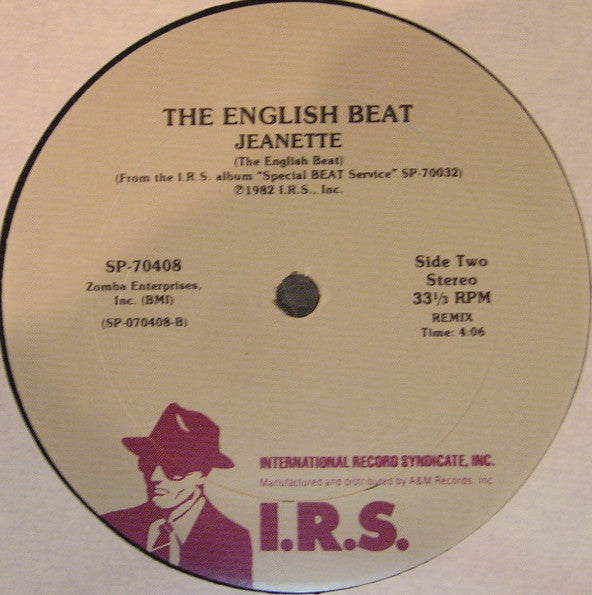 THE ENGLISH BEAT
JEANETTE
(The English Beat)
(From the I.R.S. album "Special BEAT Service" SP-70032)
℗1982 I.R.S., Inc.
SP-70408
Zomba Enterprises,
Inc. (BMI)
(SP-070408-B)
Side Two
Stereo
33⅓ RPM
REMIX
Time: 4:06
INTERNATIONAL RECORD SYNDICATE, INC.
Manufactured and distributed by A&M Records, Inc.
I.R.S.